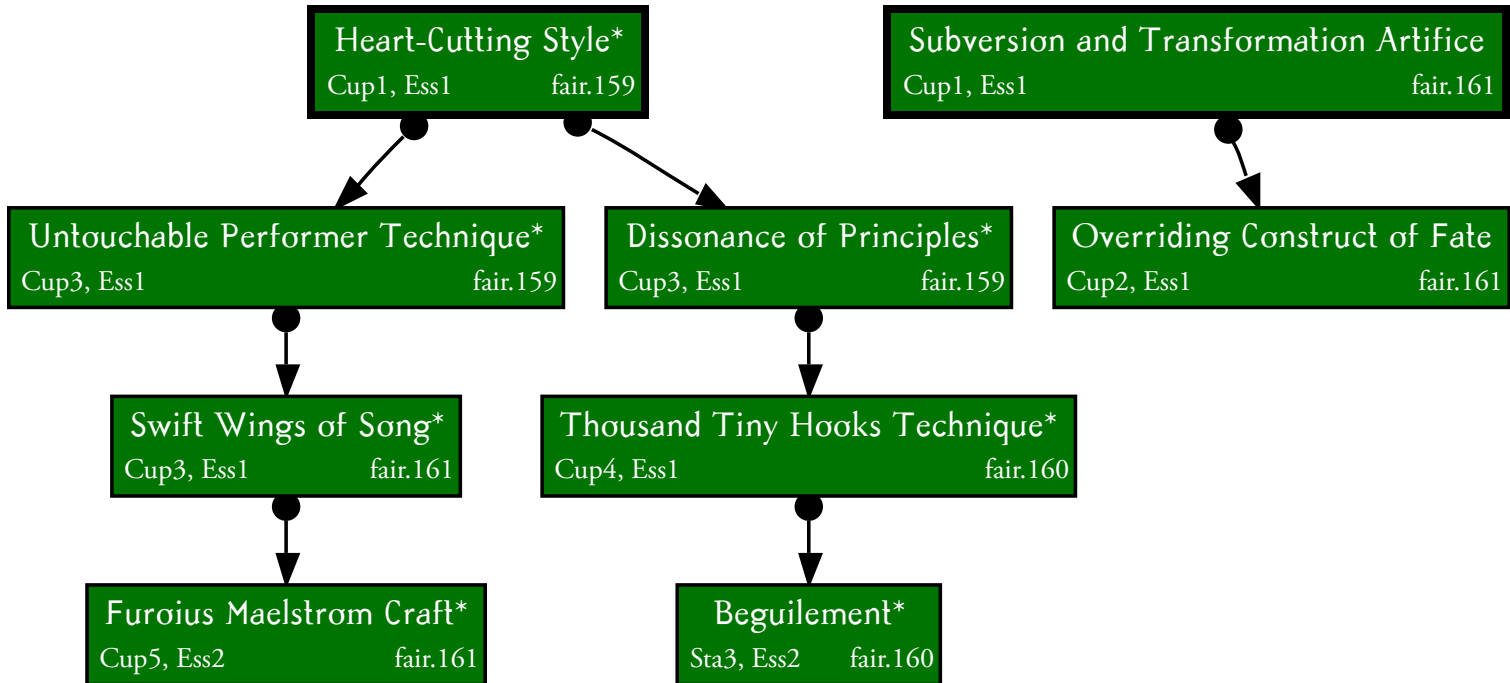 Heart-Cutting Style*
Cup1, Ess1 fair.159
Subversion and Transformation Artifice
Cup1, Ess1 fair.161
Untouchable Performer Technique*
Cup3, Ess1 fair.159
Dissonance of Principles*
Cup3, Ess1 fair.159
Overriding Construct of Fate
Cup2, Ess1 fair.161
Swift Wings of Song*
Cup3, Ess1 fair.161
Thousand Tiny Hooks Technique*
Cup4, Ess1 fair.160
Furoius Maelstrom Craft*
Cup5, Ess2 fair.161
Beguilement*
Sta3, Ess2 fair.160